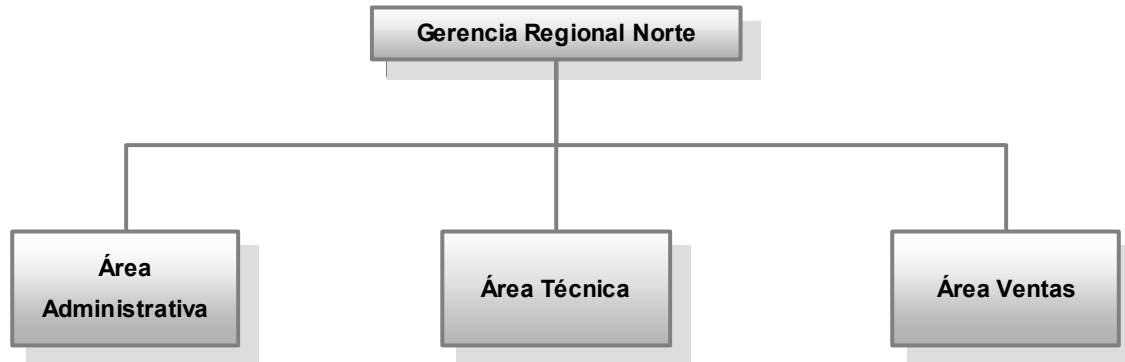 Gerencia Regional Norte
Área
Administrativa
Área Técnica
Área Ventas